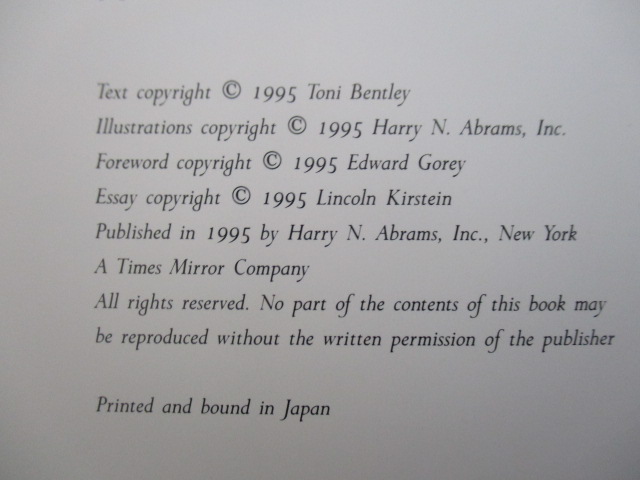 Text copyright © 1995 Toni Bentley
Illustrations copyright © 1995 Harry N. Abrams, Inc.
Foreword copyright © 1995 Edward Gorey
Essay copyright © 1995 Lincoln Kirstein
Published in 1995 by Harry N. Abrams, Inc., New York
A Times Mirror Company
All rights reserved. No part of the contents of this book may
be reproduced without the written permission of the publisher
Printed and bound in Japan